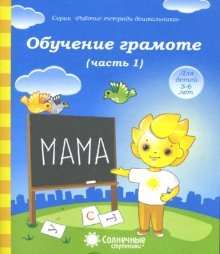 Серия «Рабочие тетради дошкольника»
Обучение грамоте
(часть 1)
Для
детей
5-6
лет
МАМА
У С Т
СОЛНЕЧНЫЕ
ступеньки